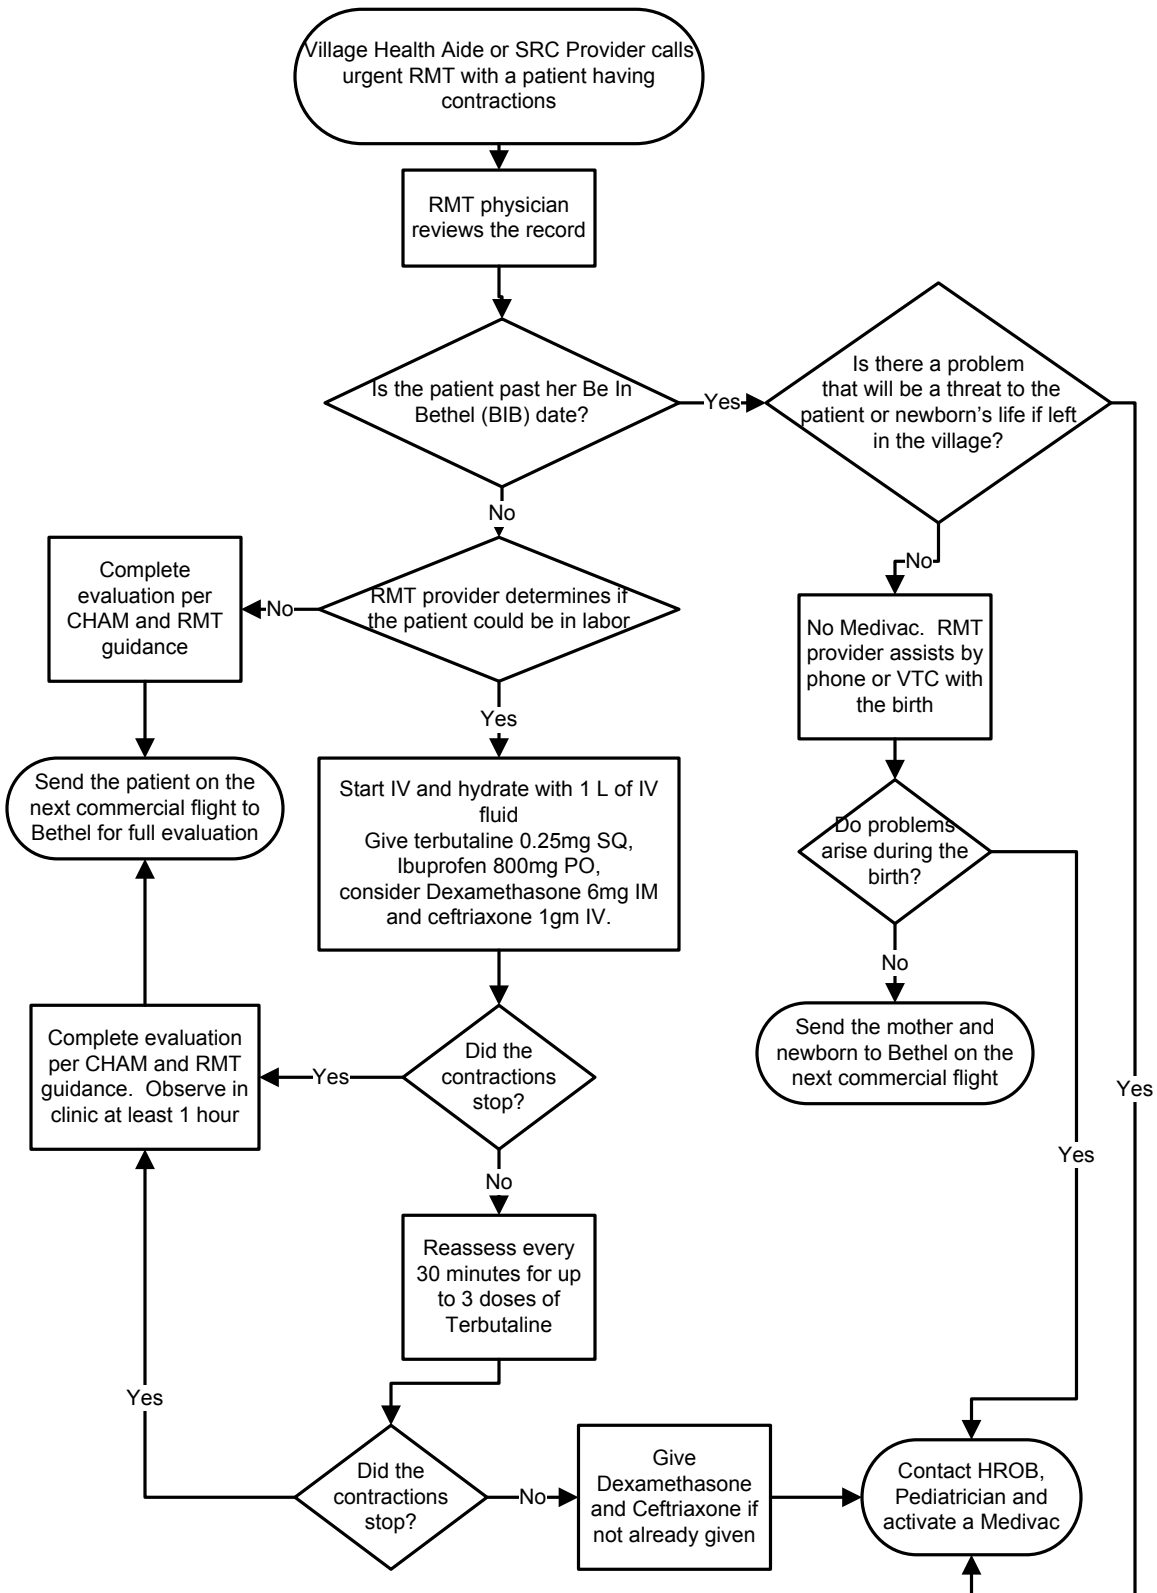 Village Health Aide or SRC Provider calls
urgent RMT with a patient having
contractions
RMT physician
reviews the record
Is the patient past her Be In
Bethel (BIB) date?
Yes
Is there a problem
that will be a threat to the
patient or newborn's life if left
in the village?
No
No
Complete
evaluation per
CHAM and RMT
guidance
No
RMT provider determines if
the patient could be in labor
No Medivac.  RMT
provider assists by
phone or VTC with
the birth
Yes
Send the patient on the
next commercial flight to
Bethel for full evaluation
Start IV and hydrate with 1 L of IV
fluid
Give terbutaline 0.25mg SQ,
Ibuprofen 800mg PO,
consider Dexamethasone 6mg IM
and ceftriaxone 1gm IV.
Do problems
arise during the
birth?
No
Complete evaluation
per CHAM and RMT
guidance.  Observe in
clinic at least 1 hour
Yes
Did the
contractions
stop?
Send the mother and
newborn to Bethel on the
next commercial flight
Yes
Yes
No
Reassess every
30 minutes for up
to 3 doses of
Terbutaline
Yes
Did the
contractions
stop?
No
Give
Dexamethasone
and Ceftriaxone if
not already given
Contact HROB,
Pediatrician and
activate a Medivac